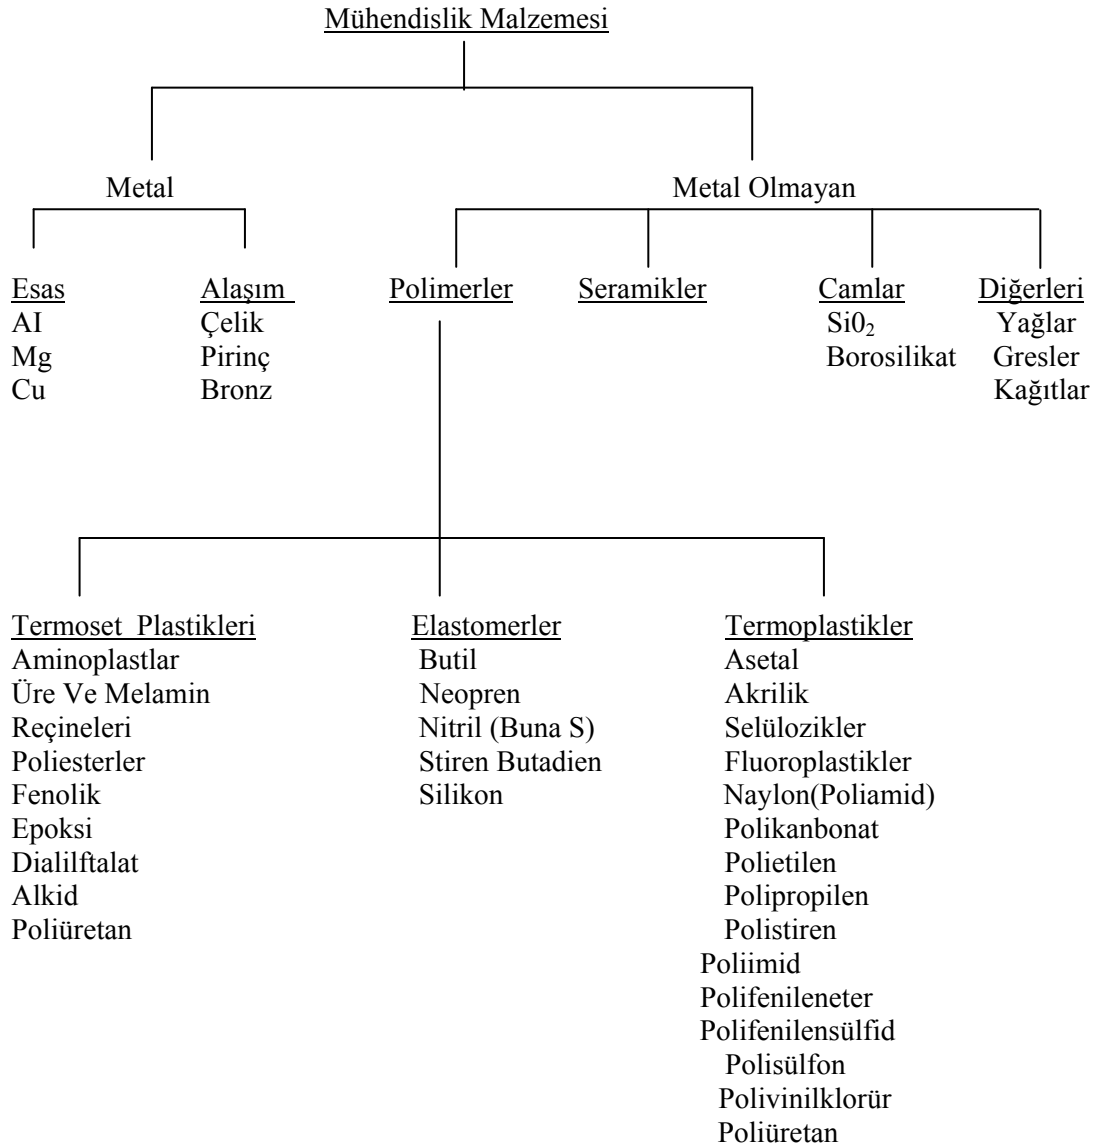 Mühendislik Malzemesi
Metal
Metal Olmayan
Esas
AI
Mg
Cu
Alaşım
Çelik
Pirinç
Bronz
Polimerler
Seramikler
Camlar
Si0₂
Borosilikat
Diğerleri
Yağlar
Gresler
Kağıtlar
Termoset Plastikleri
Aminoplastlar
Üre Ve Melamin
Reçineleri
Poliesterler
Fenolik
Epoksi
Dialilftalat
Alkid
Poliüretan
Elastomerler
Butil
Neopren
Nitril (Buna S)
Stiren Butadien
Silikon
Termoplastikler
Asetal
Akrilik
Selülozikler
Fluoroplastikler
Naylon(Poliamid)
Polikanbonat
Polietilen
Polipropilen
Polistiren
Poliimid
Polifenileneter
Polifenilensülfid
Polisülfon
Polivinilklorür
Poliüretan